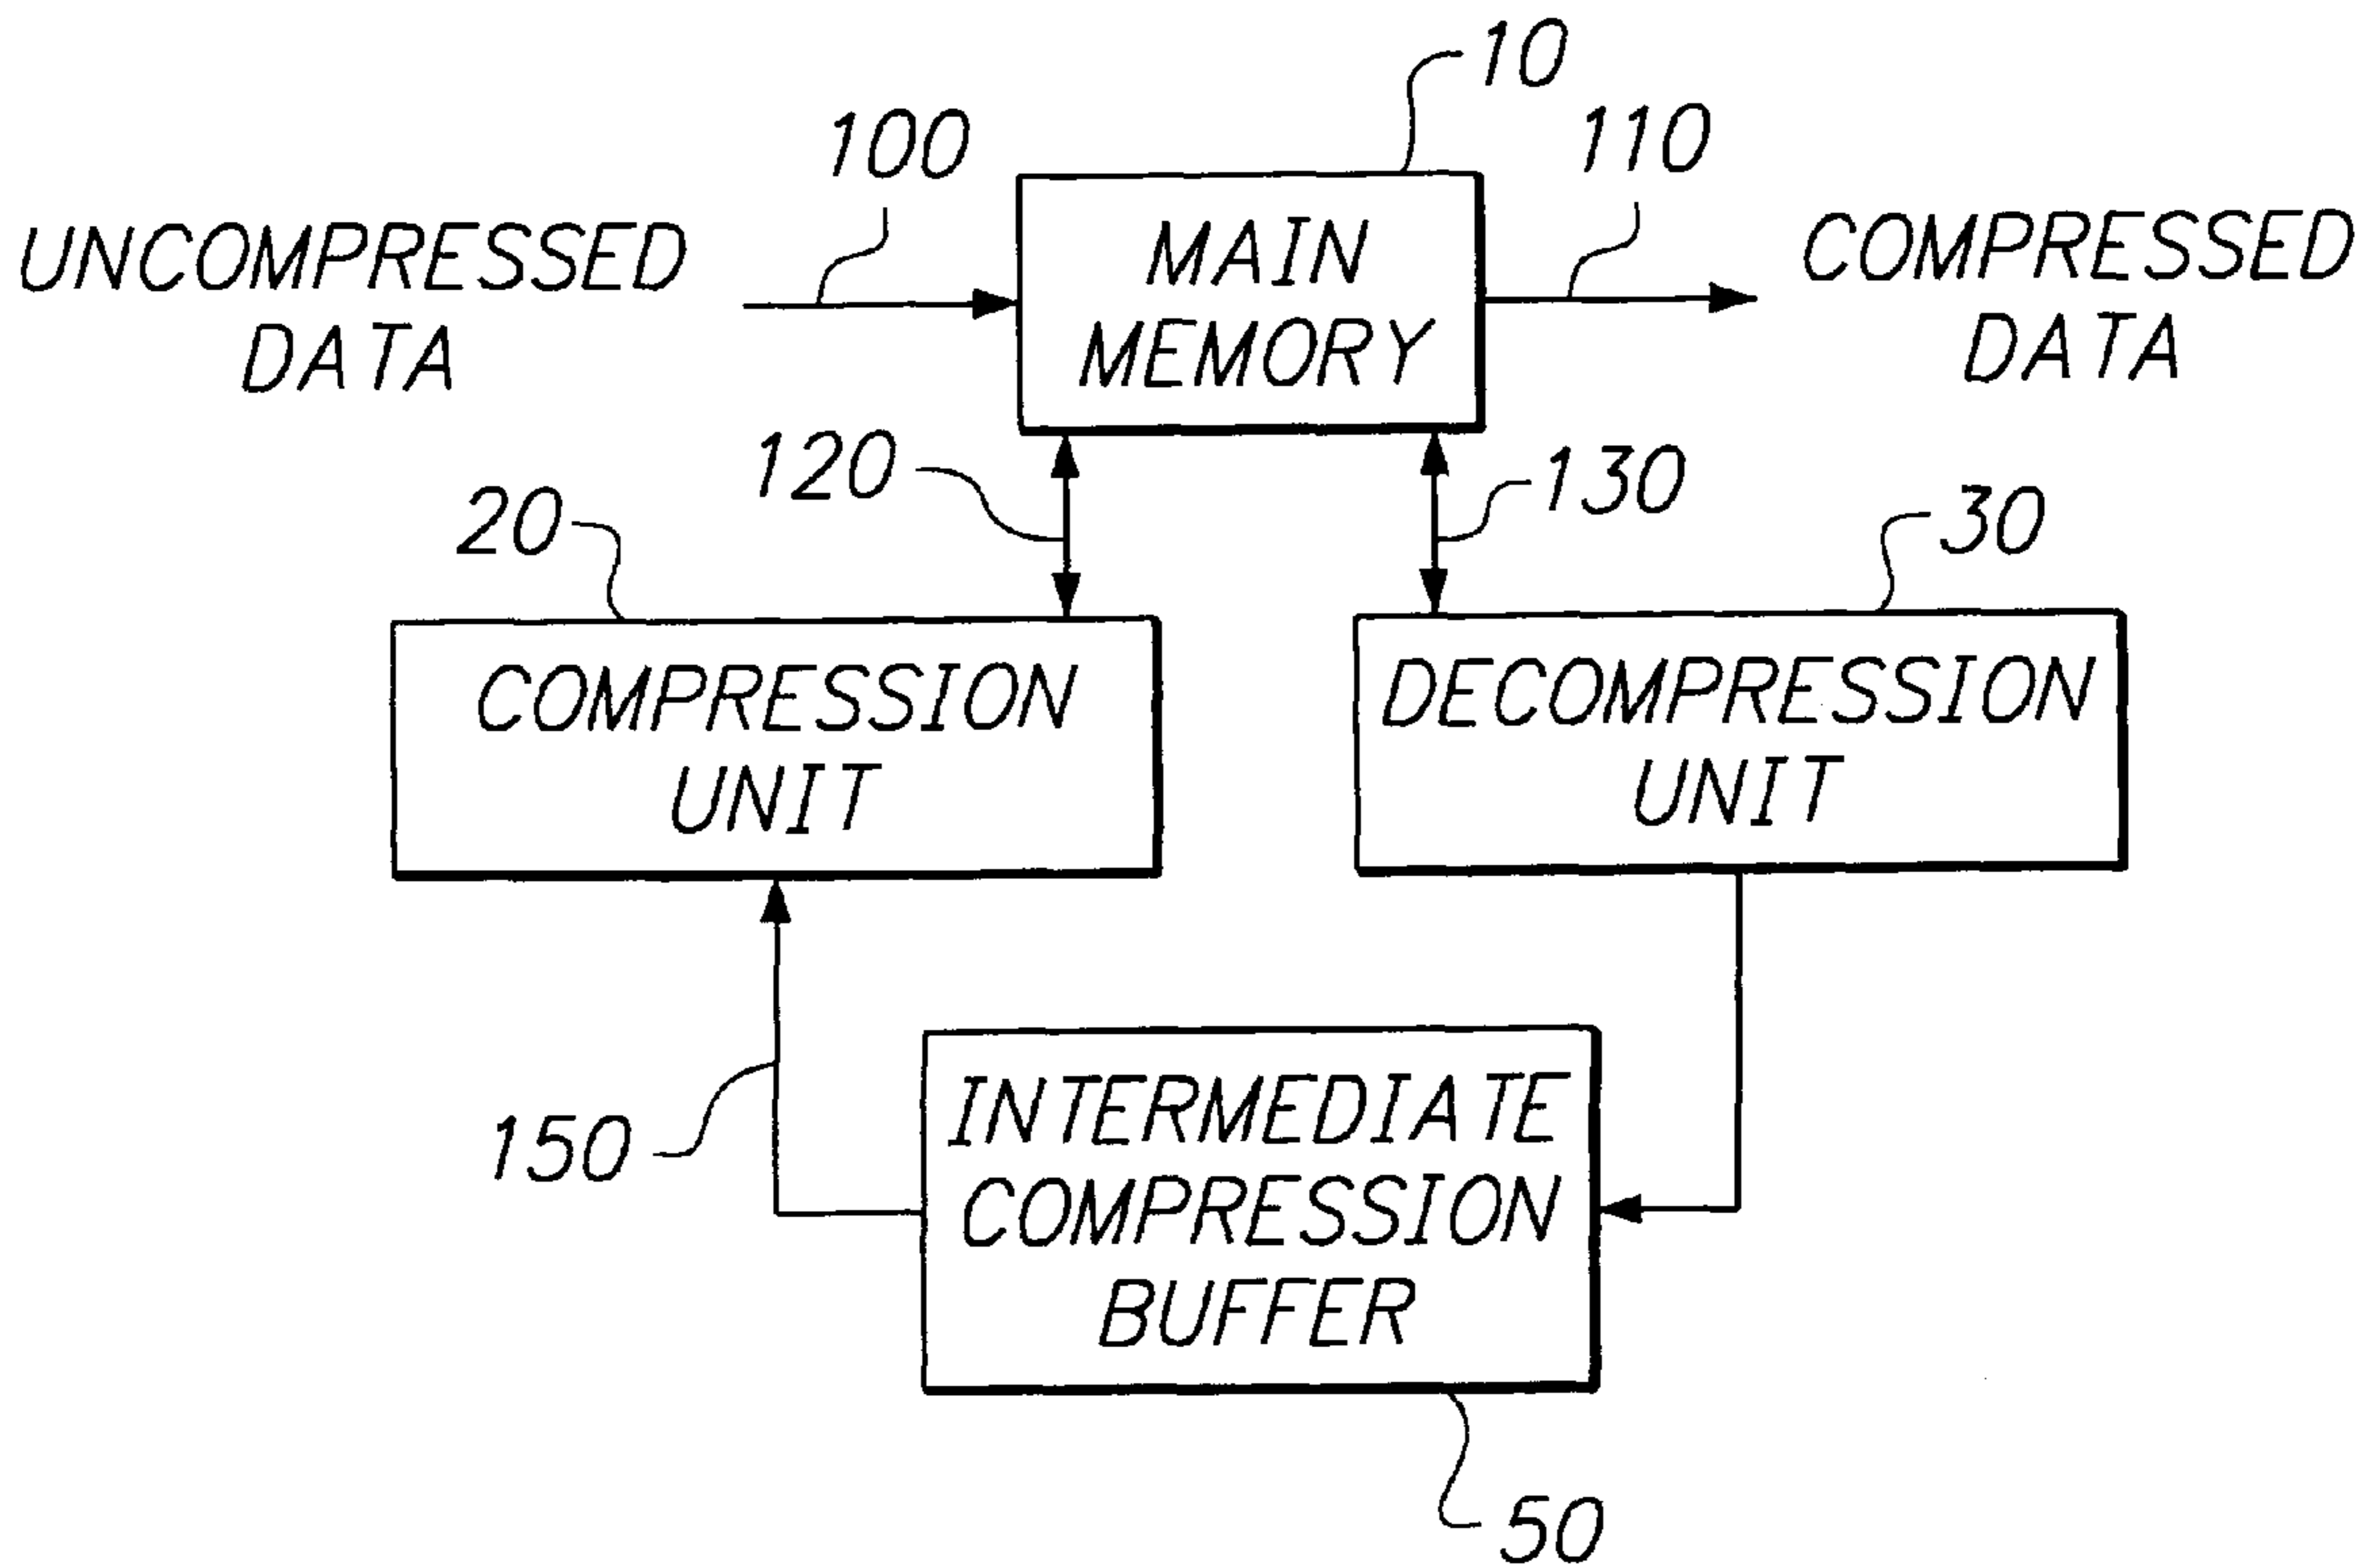 10
100
110
UNCOMPRESSED
DATA
MAIN
MEMORY
COMPRESSED
DATA
120
130
20
30
COMPRESSION
UNIT
DECOMPRESSION
UNIT
150
INTERMEDIATE
COMPRESSION
BUFFER
50